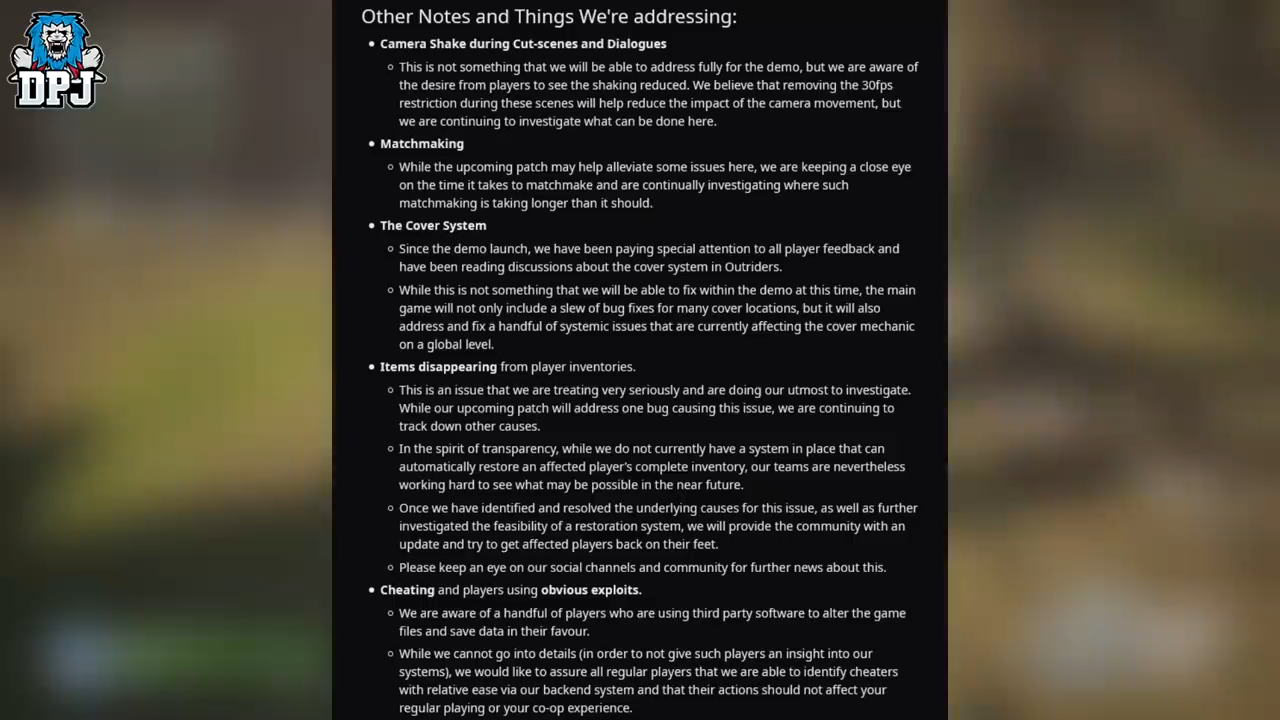 DPJ
Other Notes and Things We're addressing:
• Camera Shake during Cut-scenes and Dialogues
○ This is not something that we will be able to address fully for the demo, but we are aware of
the desire from players to see the shaking reduced. We believe that removing the 30fps
restriction during these scenes will help reduce the impact of the camera movement, but
we are continuing to investigate what can be done here.
• Matchmaking
○ While the upcoming patch may help alleviate some issues here, we are keeping a close eye
on the time it takes to matchmake and are continually investigating where such
matchmaking is taking longer than it should.
• The Cover System
○ Since the demo launch, we have been paying special attention to all player feedback and
have been reading discussions about the cover system in Outriders.
○ While this is not something that we will be able to fix within the demo at this time, the main
game will not only include a slew of bug fixes for many cover locations, but it will also
address and fix a handful of systemic issues that are currently affecting the cover mechanic
on a global level.
• Items disappearing from player inventories.
○ This is an issue that we are treating very seriously and are doing our utmost to investigate.
While our upcoming patch will address one bug causing this issue, we are continuing to
track down other causes.
○ In the spirit of transparency, while we do not currently have a system in place that can
automatically restore an affected player's complete inventory, our teams are nevertheless
working hard to see what may be possible in the near future.
○ Once we have identified and resolved the underlying causes for this issue, as well as further
investigated the feasibility of a restoration system, we will provide the community with an
update and try to get affected players back on their feet.
○ Please keep an eye on our social channels and community for further news about this.
• Cheating and players using obvious exploits.
○ We are aware of a handful of players who are using third party software to alter the game
files and save data in their favour.
○ While we cannot go into details (in order to not give such players an insight into our
systems), we would like to assure all regular players that we are able to identify cheaters
with relative ease via our backend system and that their actions should not affect your
regular playing or your co-op experience.